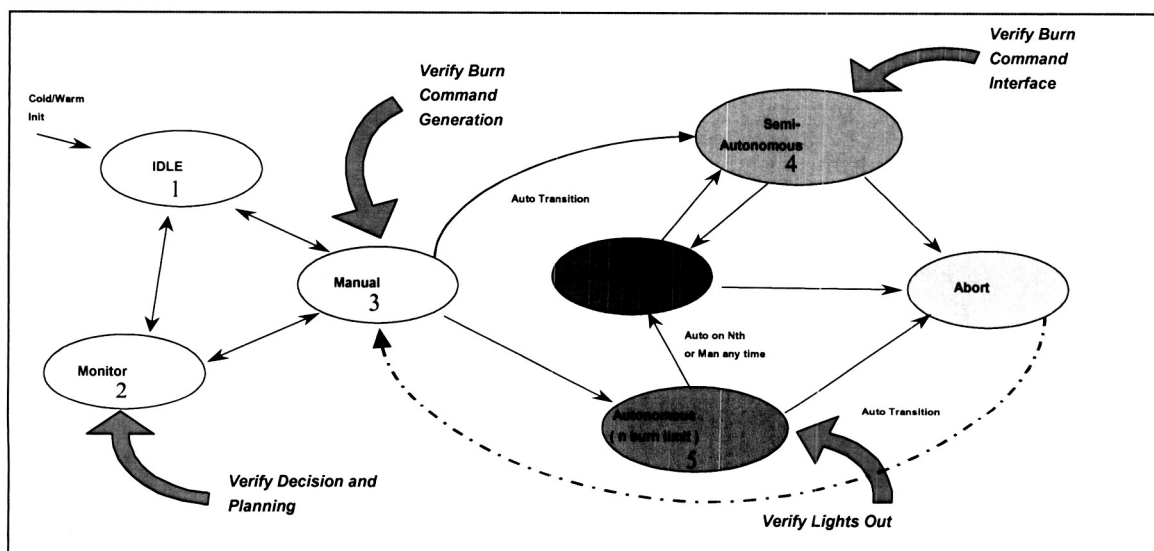 Verify Burn
Command
Interface
Verify Burn
Command
Generation
Cold/Warm
Init
IDLE
1
Semi-
Autonomous
4
Auto Transition
Manual
3
Abort
Monitor
2
Auto on Nth
or Man any time
Autonomous
( n burn limit )
5
Auto Transition
Verify Decision and
Planning
Verify Lights Out